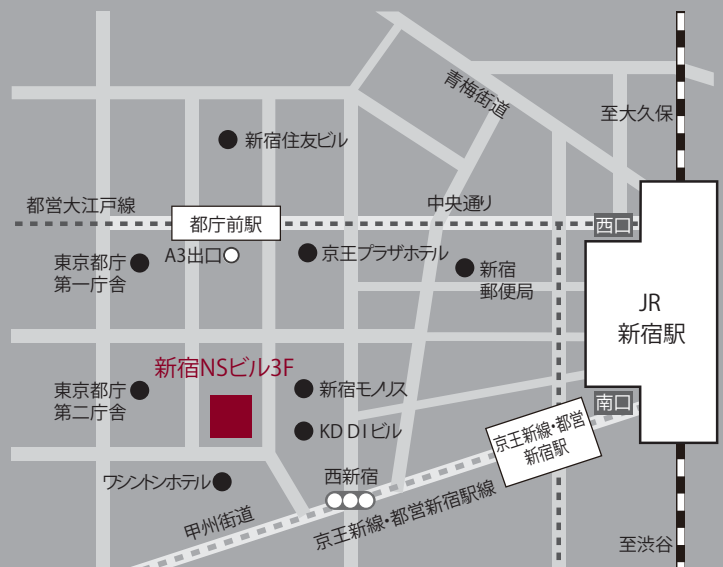 青梅街道
至大久保
新宿住友ビル
都営大江戸線
中央通り
都庁前駅
西口
A3出口
京王プラザホテル
東京都庁
第一庁舎
新宿
郵便局
JR
新宿駅
新宿NSビル3F
東京都庁
第二庁舎
新宿モノリス
南口
KDDIビル
京王新線・都営
新宿駅
ワシントンホテル
西新宿
甲州街道
京王新線・都営新宿駅線
至渋谷